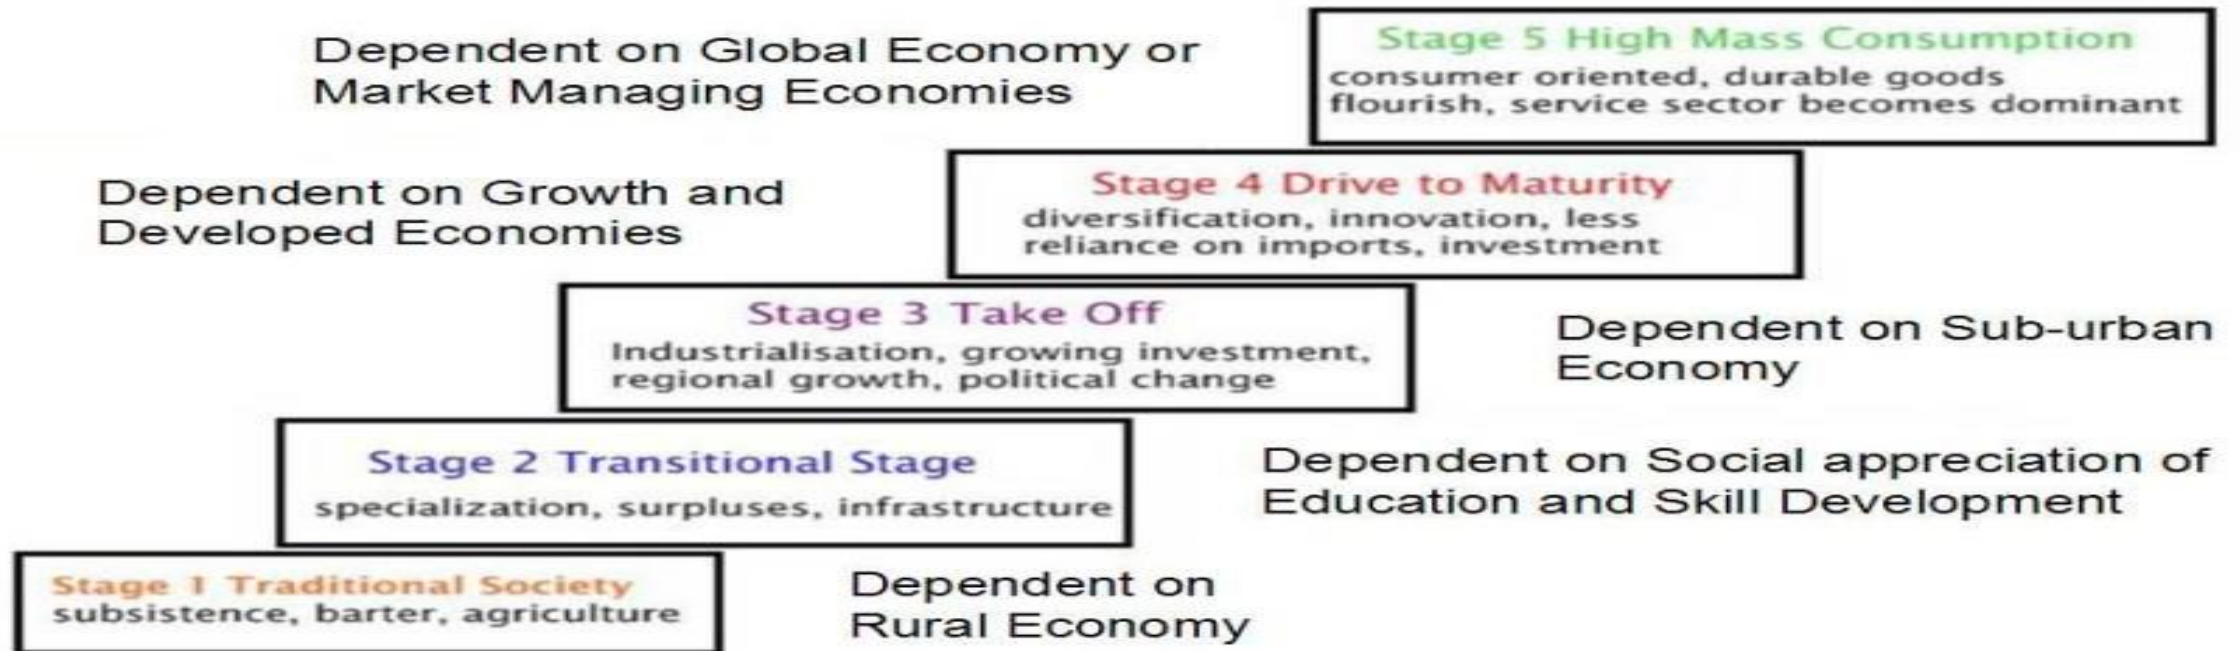 Dependent on Global Economy or
Market Managing Economies
Stage 5 High Mass Consumption
consumer oriented, durable goods
flourish, service sector becomes dominant
Dependent on Growth and
Developed Economies
Stage 4 Drive to Maturity
diversification, innovation, less
reliance on imports, investment
Stage 3 Take Off
Industrialisation, growing investment,
regional growth, political change
Dependent on Sub-urban
Economy
Stage 2 Transitional Stage
specialization, surpluses, infrastructure
Dependent on Social appreciation of
Education and Skill Development
Stage 1 Traditional Society
subsistence, barter, agriculture
Dependent on
Rural Economy